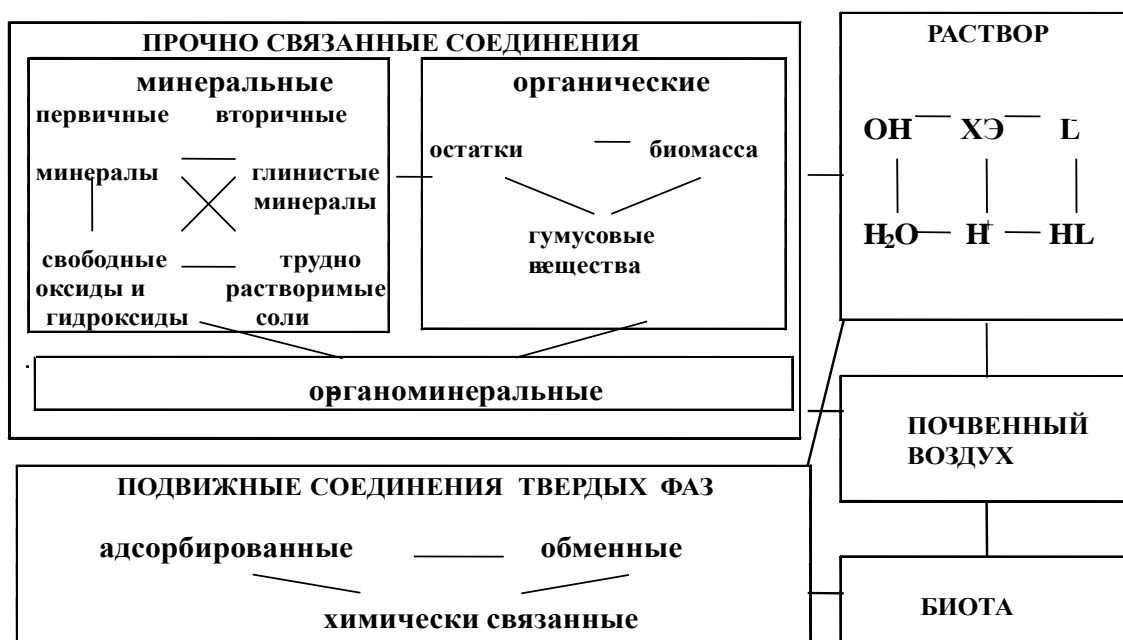 ПРОЧНО СВЯЗАННЫЕ СОЕДИНЕНИЯ
минеральные
первичные вторичные
минералы глинистые
минералы
свободные трудно
оксиды и растворимые
гидроксиды соли
органические
остатки биомасса
гумусовые
вещества
органоминеральные
РАСТВОР
OH XЭ L-
H2O H+ HL
ПОЧВЕННЫЙ
ВОЗДУХ
ПОДВИЖНЫЕ СОЕДИНЕНИЯ ТВЕРДЫХ ФАЗ
адсорбированные обменные
химически связанные
БИОТА